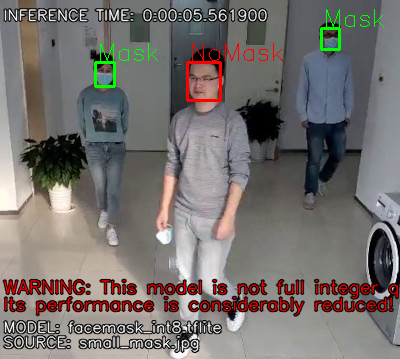 INFERENCE TIME: 0:00:05.561900
Mask
Mask
NoMask
WARNING: This model is not full integer q
Its performance is considerably reduced!
MODEL: facemask_int8.tflite
SOURCE: small_mask.jpg